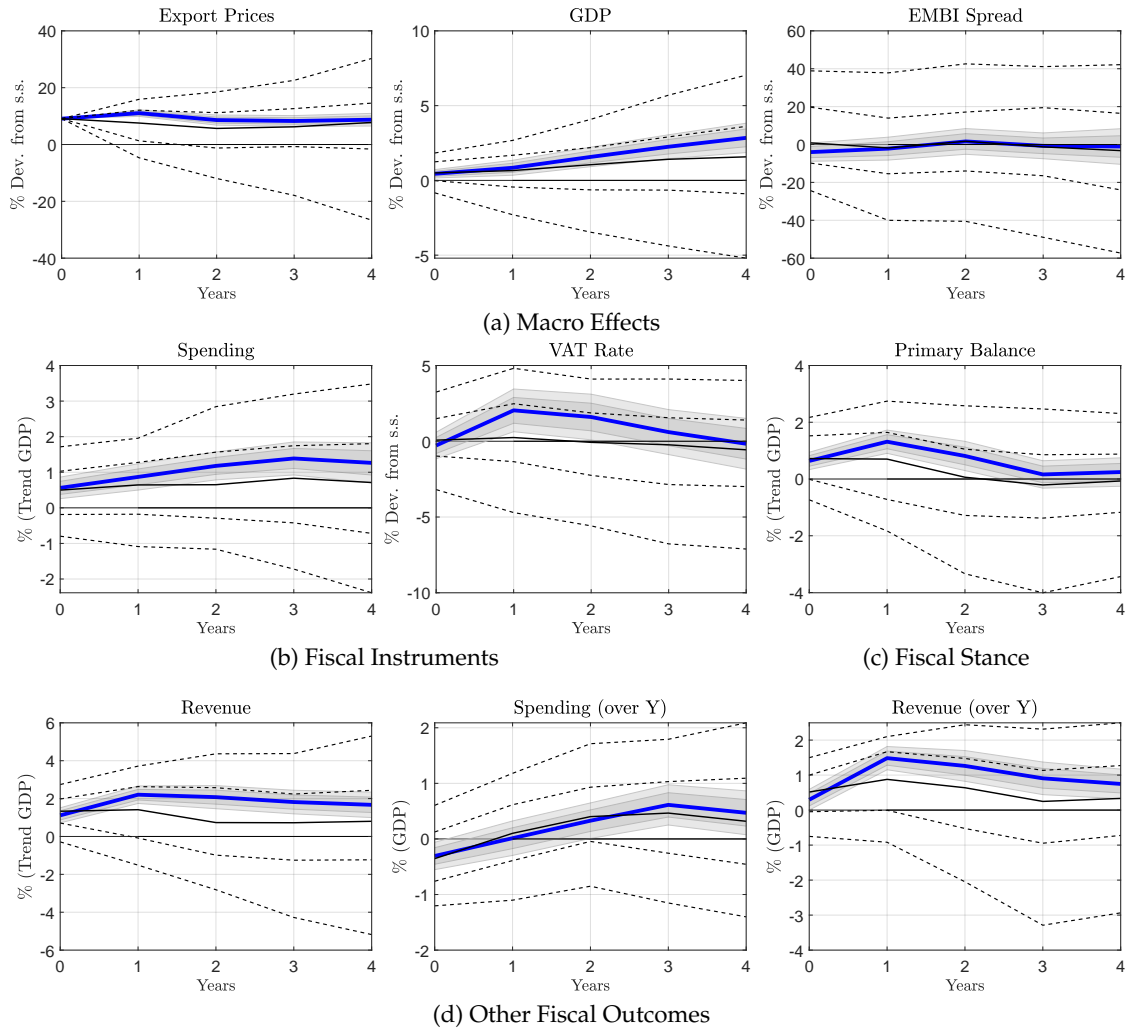 Export Prices
GDP
EMBI Spread
% Dev. from s.s.
40
20
0
-20
-40
0 1 2 3 4
Years
% Dev. from s.s.
10
5
0
-5
0 1 2 3 4
Years
% Dev. from s.s.
60
40
20
0
-20
-40
-60
0 1 2 3 4
Years
(a) Macro Effects
Spending
VAT Rate
Primary Balance
% (Trend GDP)
4
3
2
1
0
-1
-2
0 1 2 3 4
Years
% Dev. from s.s.
5
0
-5
-10
0 1 2 3 4
Years
% (Trend GDP)
4
2
0
-2
-4
0 1 2 3 4
Years
(b) Fiscal Instruments
(c) Fiscal Stance
Revenue
Spending (over Y)
Revenue (over Y)
% (Trend GDP)
6
4
2
0
-2
-4
-6
0 1 2 3 4
Years
% (GDP)
2
1
0
-1
-2
0 1 2 3 4
Years
% (GDP)
2
1
0
-1
-2
-3
-4
0 1 2 3 4
Years
(d) Other Fiscal Outcomes